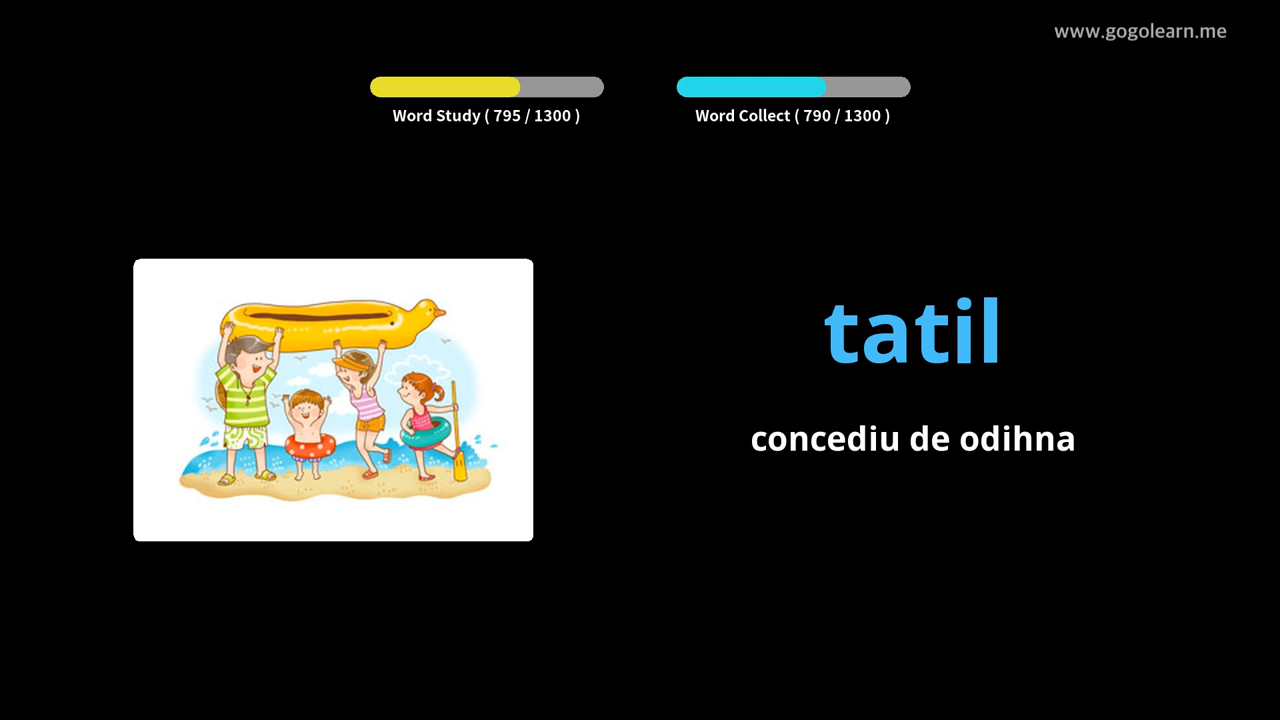 www.gogolearn.me
Word Study ( 795 / 1300 )
Word Collect ( 790 / 1300 )
tatil
concediu de odihna